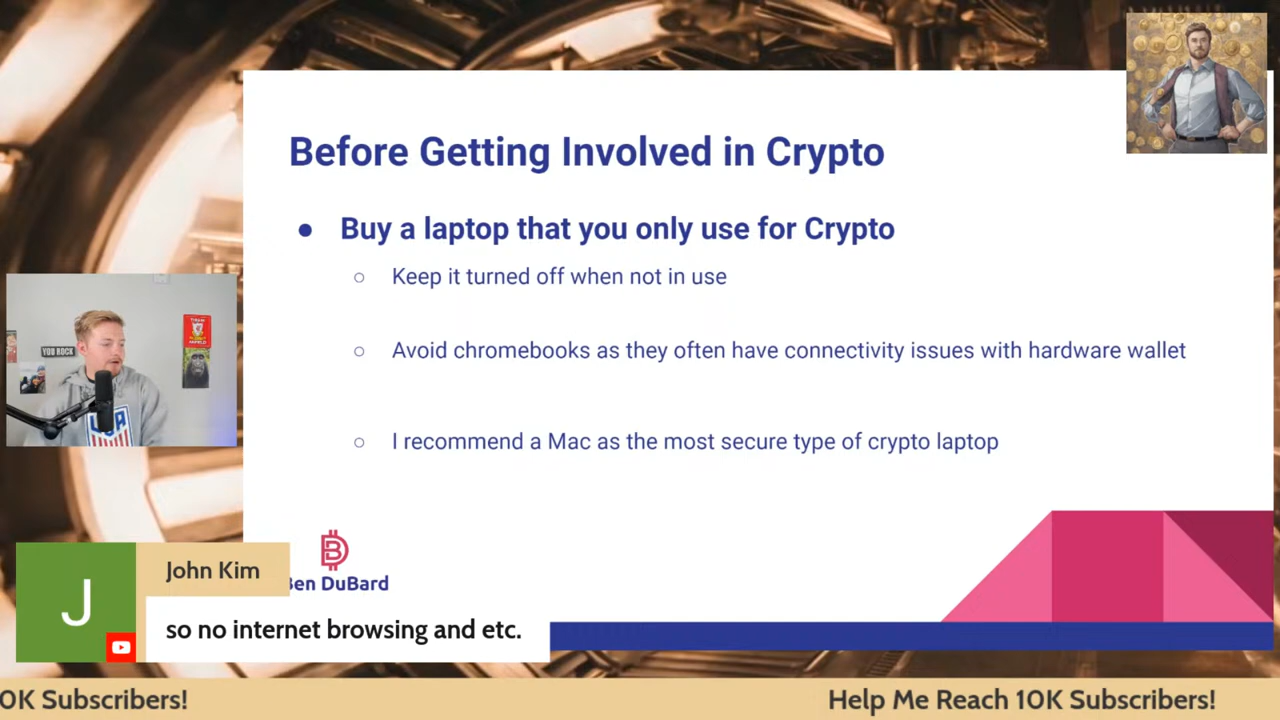 Before Getting Involved in Crypto
● Buy a laptop that you only use for Crypto
○ Keep it turned off when not in use
○ Avoid chromebooks as they often have connectivity issues with hardware wallet
○ I recommend a Mac as the most secure type of crypto laptop
YOU ROCK
Ben DuBard
J
John Kim
so no internet browsing and etc.
0K Subscribers!
Help Me Reach 10K Subscribers!